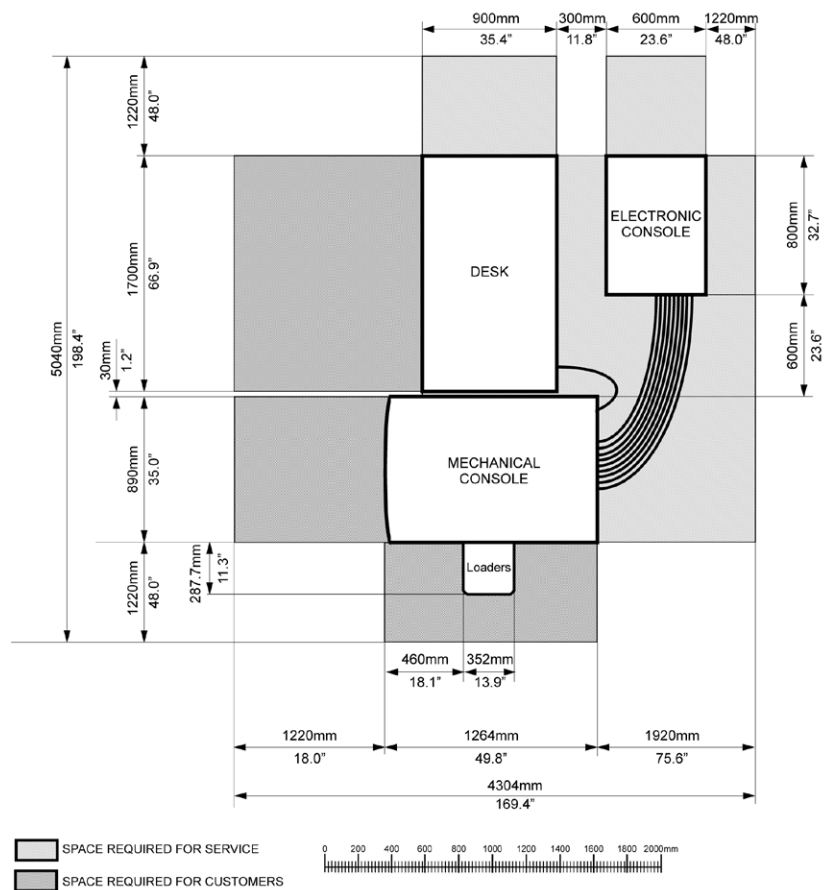 900mm 300mm 600mm 1220mm
35.4" 11.8" 23.6" 48.0"
1220mm
48.0"
1700mm
66.9"
5040mm
198.4"
30mm
1.2"
890mm
35.0"
1220mm
48.0"
287.7mm
11.3"
DESK
ELECTRONIC
CONSOLE
800mm
32.7"
600mm
23.6"
MECHANICAL
CONSOLE
Loaders
460mm 352mm
18.1" 13.9"
1220mm 1264mm 1920mm
18.0" 49.8" 75.6"
4304mm
169.4"
SPACE REQUIRED FOR SERVICE
SPACE REQUIRED FOR CUSTOMERS
0 200 400 600 800 1000 1200 1400 1600 1800 2000mm